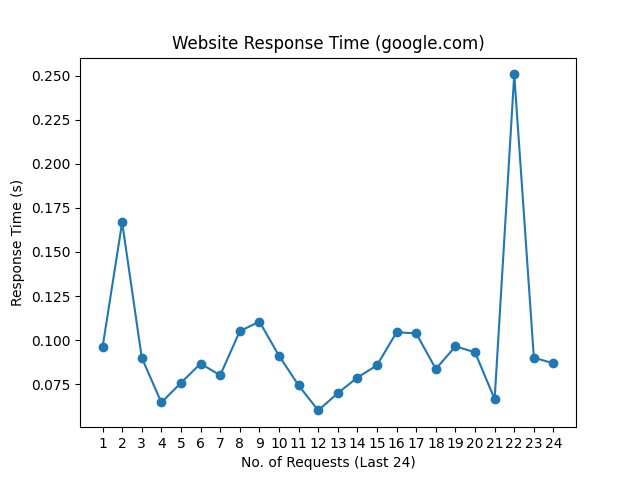 Website Response Time (google.com)
0.250
0.225
0.200
0.175
0.150
0.125
0.100
0.075
Response Time (s)
1 2 3 4 5 6 7 8 9 10 11 12 13 14 15 16 17 18 19 20 21 22 23 24
No. of Requests (Last 24)